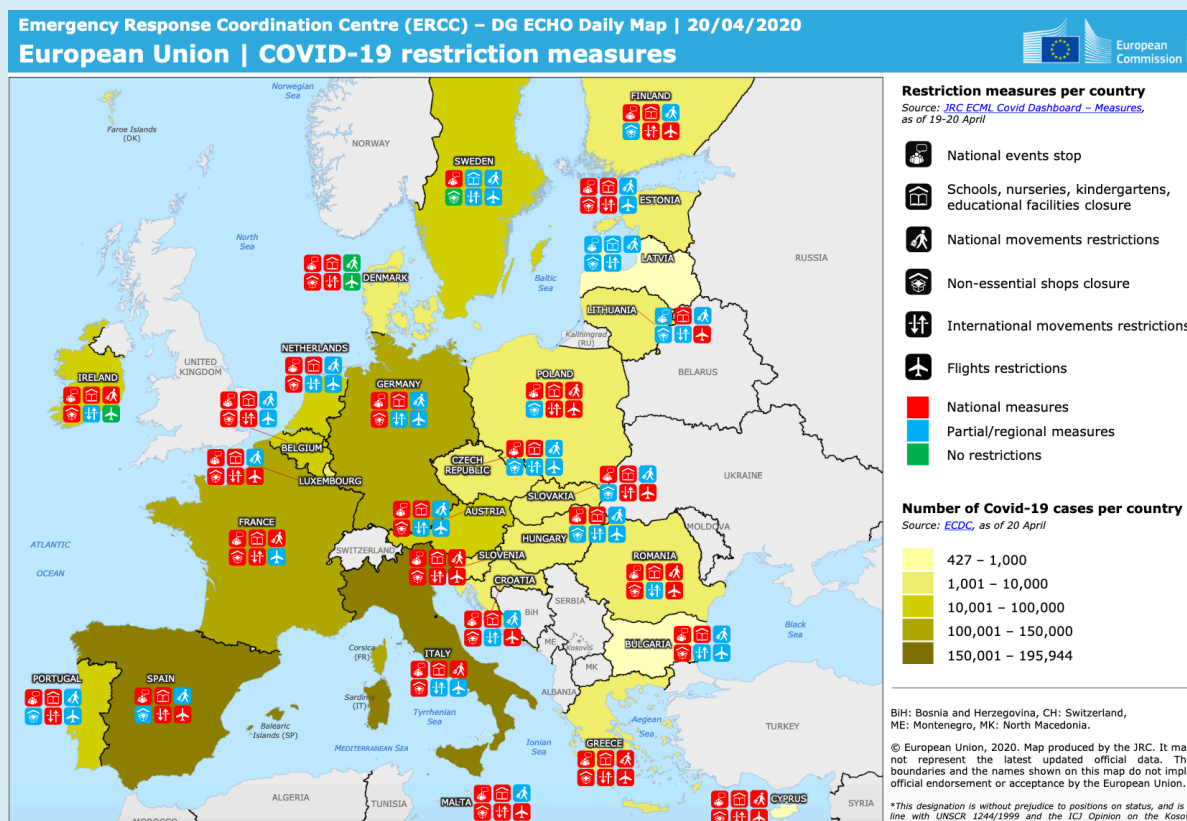 Emergency Response Coordination Centre (ERCC) – DG ECHO Daily Map | 20/04/2020
European Union | COVID-19 restriction measures
European
Commission
Norwegian
Sea
Faroe Islands
(DK)
NORWAY
FINLAND
SWEDEN
ESTONIA
North
Sea
LATVIA
RUSSIA
DENMARK
Baltic
Sea
LITHUANIA
Kaliningrad
(RU)
NETHERLANDS
UNITED
KINGDOM
IRELAND
GERMANY
POLAND
BELARUS
BELGIUM
CZECH
REPUBLIC
UKRAINE
LUXEMBOURG
SLOVAKIA
AUSTRIA
FRANCE
MOLDOVA
HUNGARY
ATLANTIC
OCEAN
SWITZERLAND
SLOVENIA
ROMANIA
CROATIA
BiH
SERBIA
Black
Sea
ME
Kosovo
BULGARIA
Corsica
(FR)
ITALY
MK
PORTUGAL
SPAIN
ALBANIA
Sardinia
(IT)
Tyrrhenian
Sea
Aegean
Sea
TURKEY
Balearic
Islands (SP)
MEDITERRANEAN SEA
Ionian
Sea
GREECE
ALGERIA
TUNISIA
MALTA
CYPRUS
SYRIA
MOROCCO
Restriction measures per country
Source: JRC ECML Covid Dashboard – Measures,
as of 19-20 April
National events stop
Schools, nurseries, kindergartens,
educational facilities closure
National movements restrictions
Non-essential shops closure
International movements restrictions
Flights restrictions
National measures
Partial/regional measures
No restrictions
Number of Covid-19 cases per country
Source: ECDC, as of 20 April
427 – 1,000
1,001 – 10,000
10,001 – 100,000
100,001 – 150,000
150,001 – 195,944
BiH: Bosnia and Herzegovina, CH: Switzerland,
ME: Montenegro, MK: North Macedonia.
© European Union, 2020. Map produced by the JRC. It ma
not represent the latest updated official data. Th
boundaries and the names shown on this map do not impl
official endorsement or acceptance by the European Union.
*This designation is without prejudice to positions on status, and is
line with UNSCR 1244/1999 and the ICJ Opinion on the Kosov